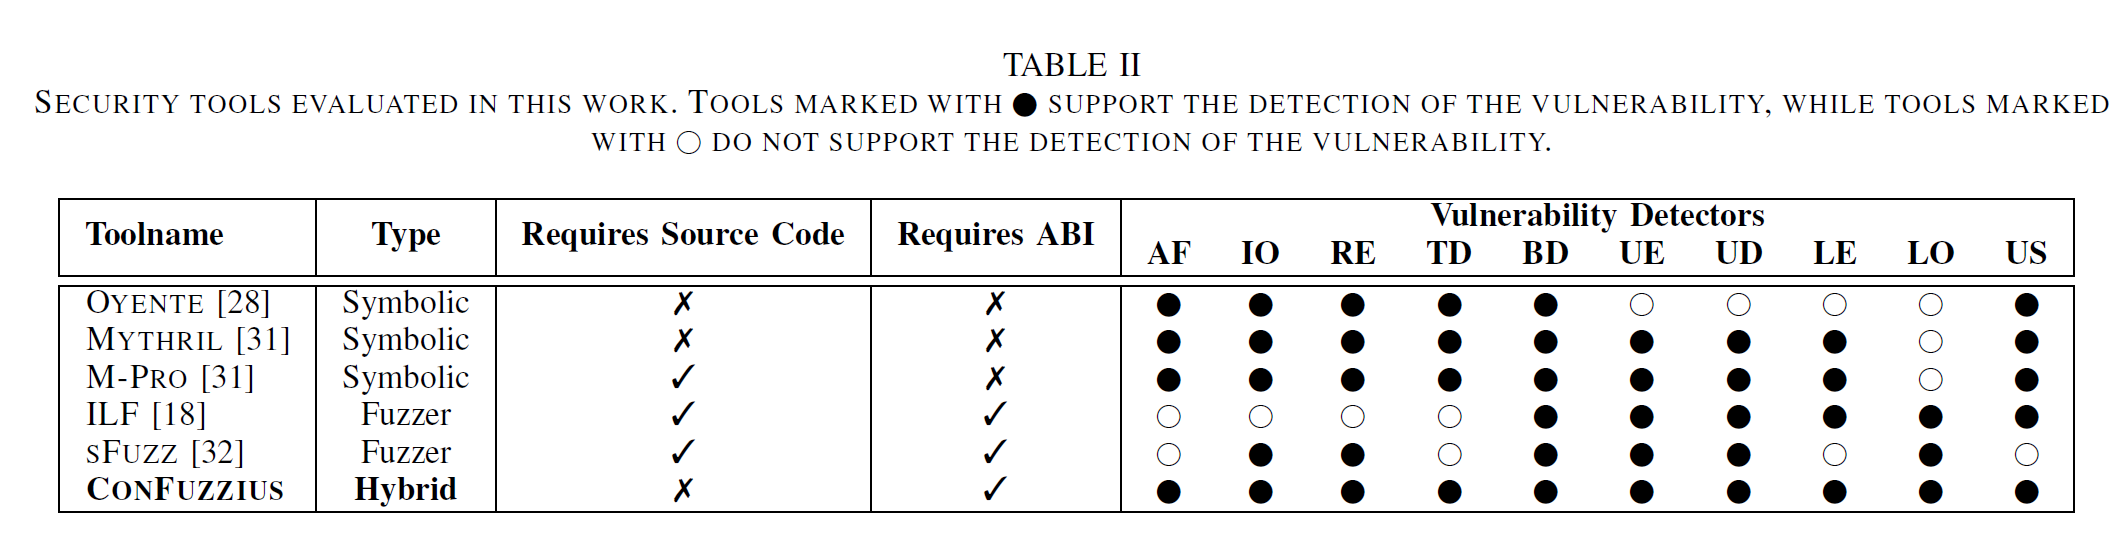 TABLE II
SECURITY TOOLS EVALUATED IN THIS WORK. TOOLS MARKED WITH ● SUPPORT THE DETECTION OF THE VULNERABILITY, WHILE TOOLS MARKED
WITH ○ DO NOT SUPPORT THE DETECTION OF THE VULNERABILITY.
Toolname Type Requires Source Code Requires ABI Vulnerability Detectors
AF IO RE TD BD UE UD LE LO US
OYENTE [28] Symbolic ✗ ✗ ● ● ● ● ● ○ ○ ○ ○ ●
MYTHRIL [31] Symbolic ✗ ✗ ● ● ● ● ● ● ● ● ○ ●
M-PRO [31] Symbolic ✓ ✗ ● ● ● ● ● ● ● ● ○ ●
ILF [18] Fuzzer ✓ ✓ ○ ○ ○ ○ ● ● ● ● ● ●
SFUZZ [32] Fuzzer ✓ ✓ ○ ● ● ○ ● ● ● ○ ● ○
CONFUZZIUS Hybrid ✗ ✓ ● ● ● ● ● ● ● ● ● ●